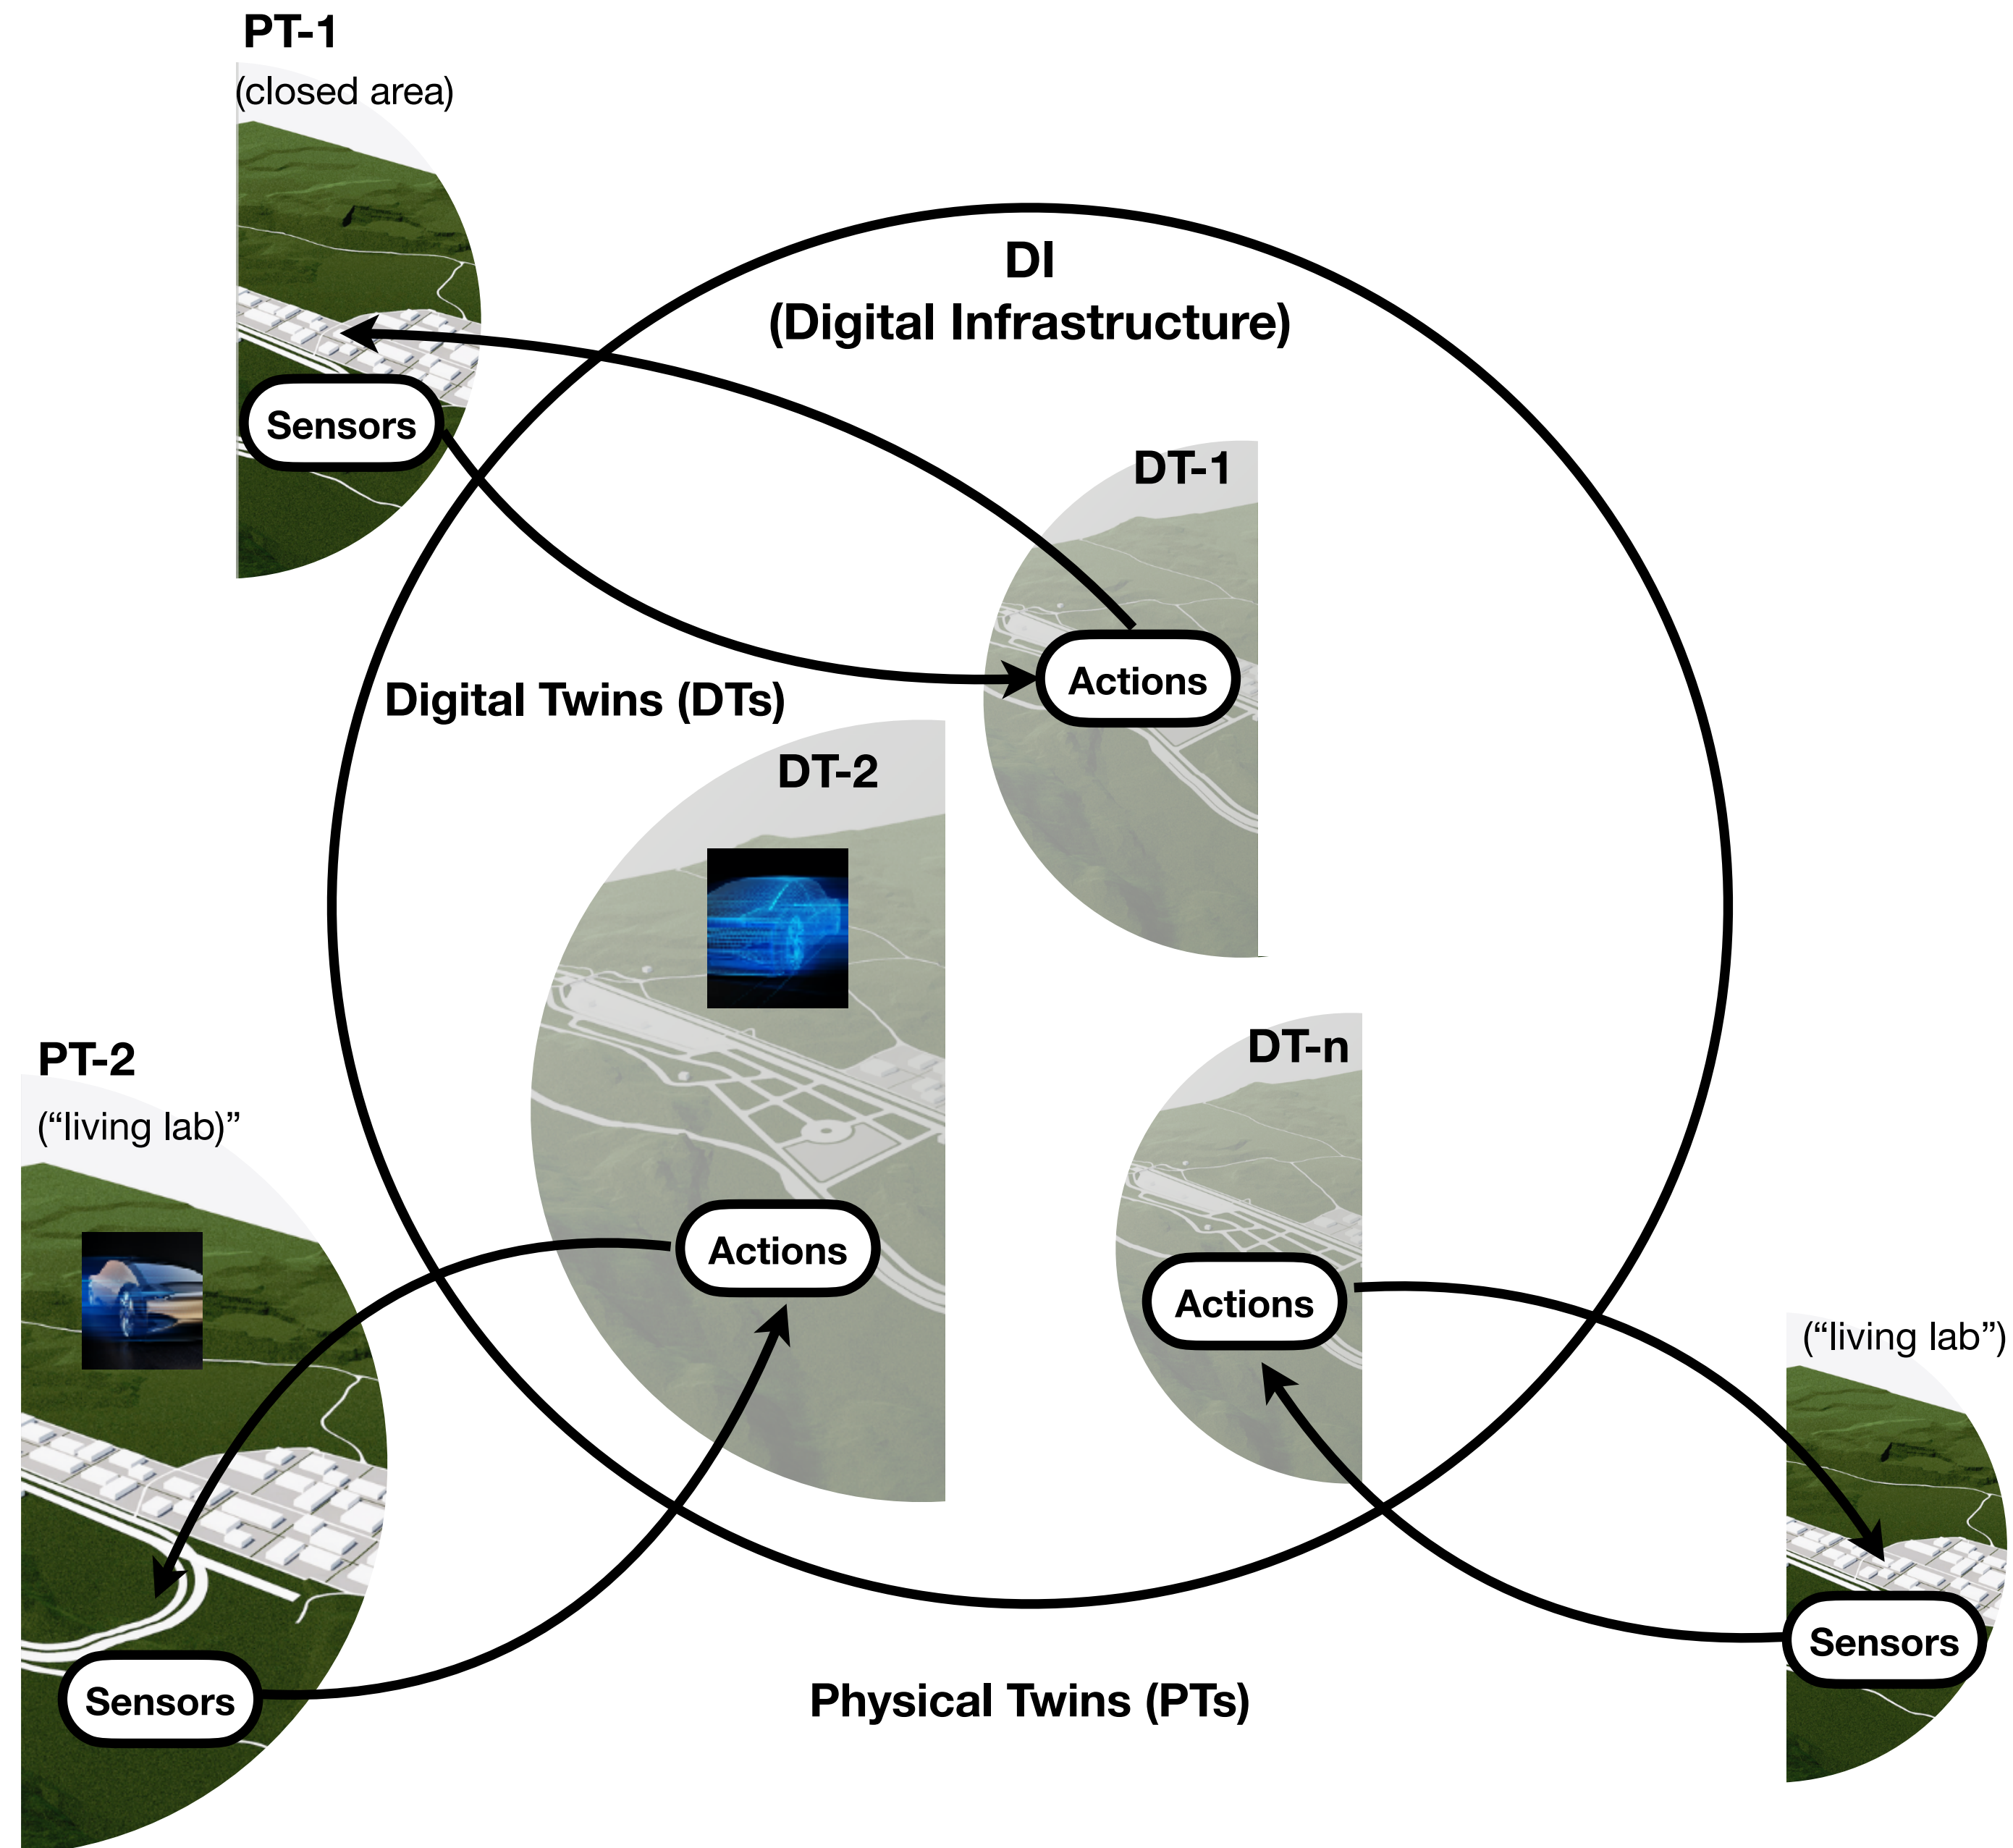 PT-1
(closed area)
DI
(Digital Infrastructure)
Sensors
DT-1
Actions
Digital Twins (DTs)
DT-2
DT-n
PT-2
(“living lab)”
Actions
Actions
(“living lab”)
Sensors
Sensors
Physical Twins (PTs)